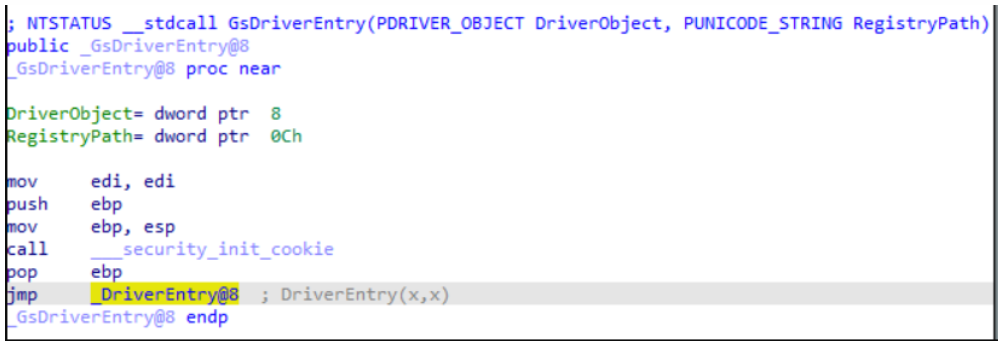 ; NTSTATUS __stdcall GsDriverEntry(PDRIVER_OBJECT DriverObject, PUNICODE_STRING RegistryPath)
public _GsDriverEntry@8
_GsDriverEntry@8 proc near
DriverObject= dword ptr  8
RegistryPath= dword ptr  0Ch
mov     edi, edi
push    ebp
mov     ebp, esp
call    ___security_init_cookie
pop     ebp
jmp     _DriverEntry@8  ; DriverEntry(x,x)
_GsDriverEntry@8 endp